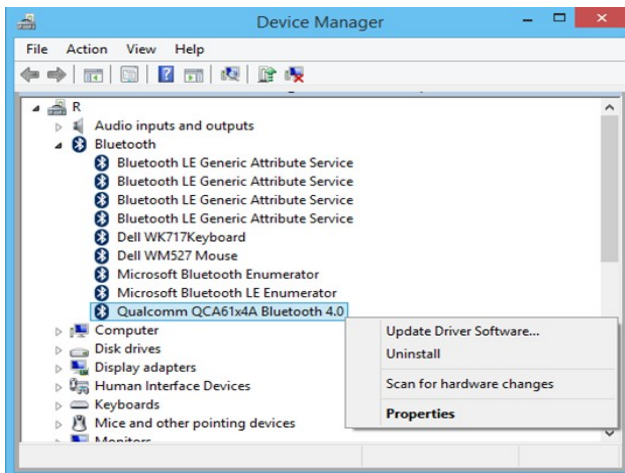 Device Manager
File Action View Help
R
Audio inputs and outputs
Bluetooth
Bluetooth LE Generic Attribute Service
Bluetooth LE Generic Attribute Service
Bluetooth LE Generic Attribute Service
Bluetooth LE Generic Attribute Service
Dell WK717Keyboard
Dell WM527 Mouse
Microsoft Bluetooth Enumerator
Microsoft Bluetooth LE Enumerator
Qualcomm QCA61x4A Bluetooth 4.0
Computer
Disk drives
Display adapters
Human Interface Devices
Keyboards
Mice and other pointing devices
Monitors
Update Driver Software...
Uninstall
Scan for hardware changes
Properties